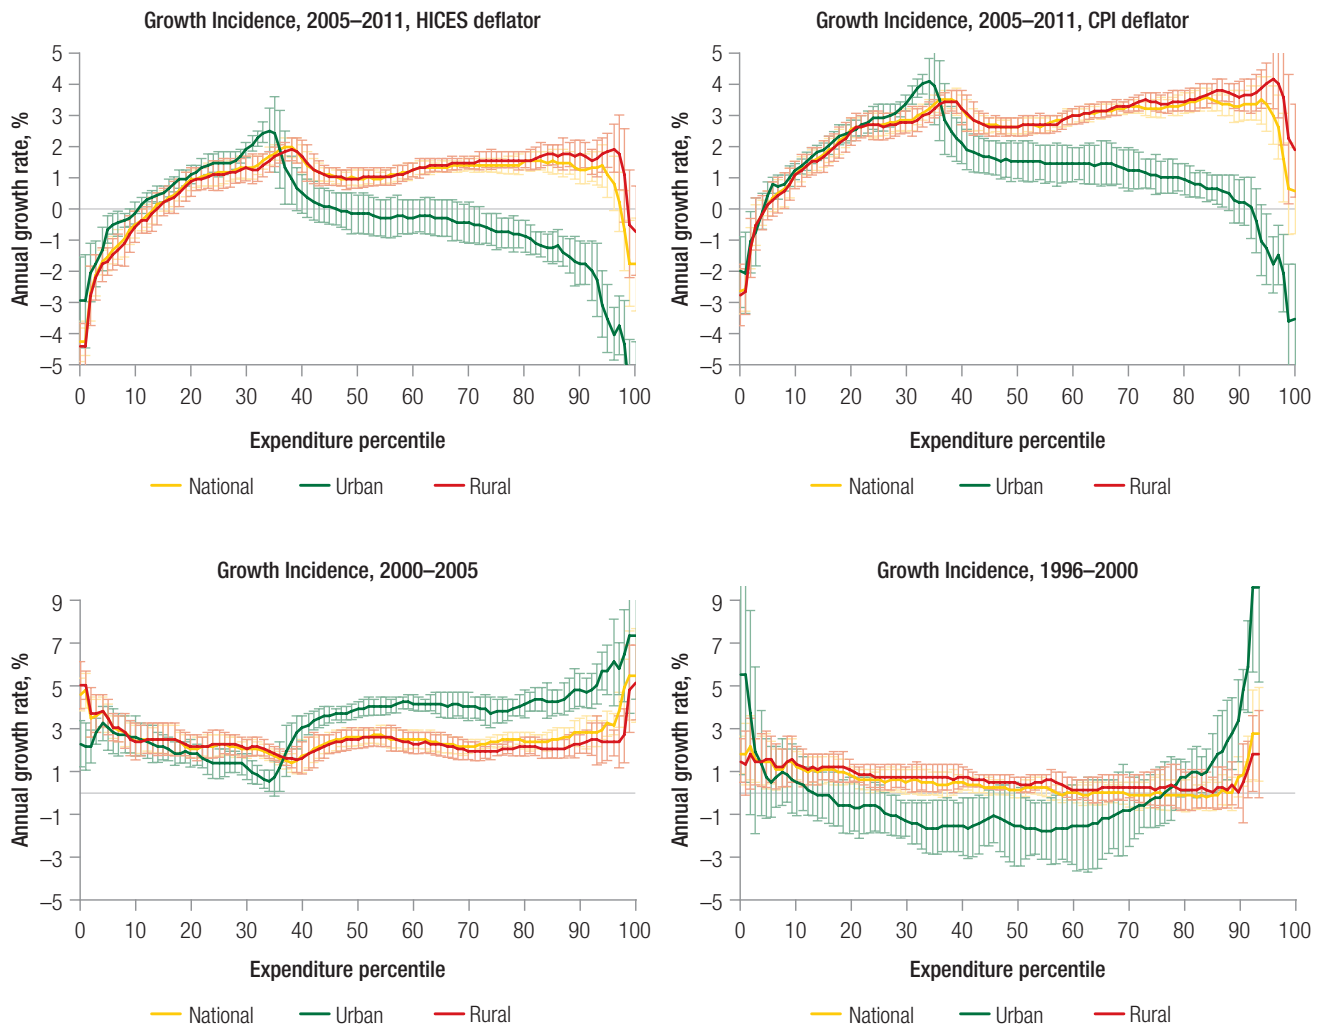 Growth Incidence, 2005–2011, HICES deflator
Annual growth rate, %
5
4
3
2
1
0
–1
–2
–3
–4
–5
0 10 20 30 40 50 60 70 80 90 100
Expenditure percentile
National Urban Rural
Growth Incidence, 2005–2011, CPI deflator
Annual growth rate, %
5
4
3
2
1
0
–1
–2
–3
–4
–5
0 10 20 30 40 50 60 70 80 90 100
Expenditure percentile
National Urban Rural
Growth Incidence, 2000–2005
Annual growth rate, %
9
7
5
3
1
–1
–3
–5
0 10 20 30 40 50 60 70 80 90 100
Expenditure percentile
National Urban Rural
Growth Incidence, 1996–2000
Annual growth rate, %
9
7
5
3
1
–1
–3
–5
0 10 20 30 40 50 60 70 80 90 100
Expenditure percentile
National Urban Rural